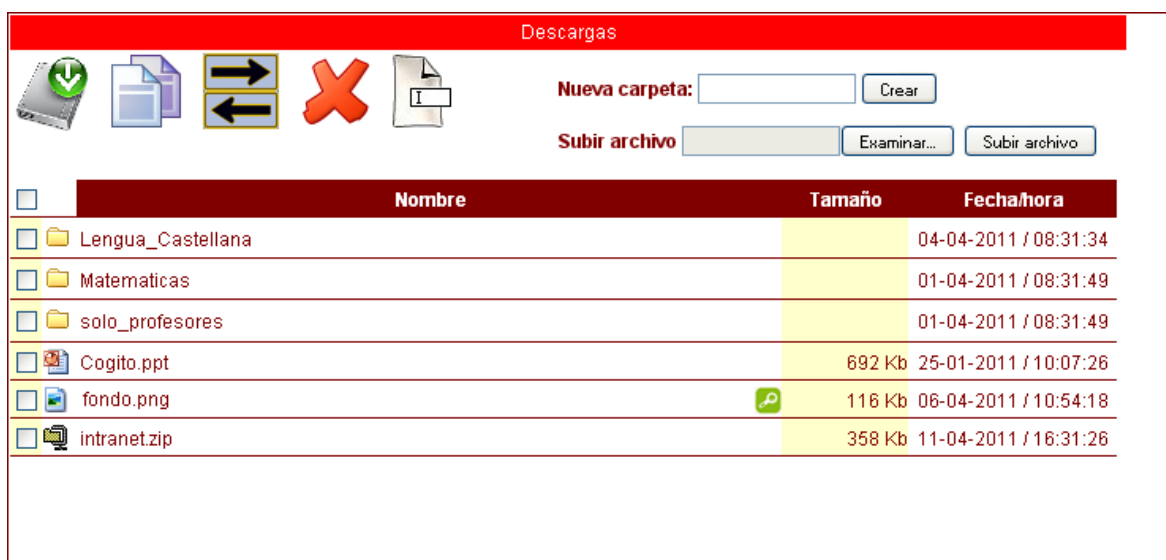 Descargas
Nueva carpeta: Crear
Subir archivo Examinar... Subir archivo
Nombre Tamaño Fecha/hora
Lengua_Castellana 04-04-2011 / 08:31:34
Matematicas 01-04-2011 / 08:31:49
solo_profesores 01-04-2011 / 08:31:49
Cogito.ppt 692 Kb 25-01-2011 / 10:07:26
fondo.png 116 Kb 06-04-2011 / 10:54:18
intranet.zip 358 Kb 11-04-2011 / 16:31:26